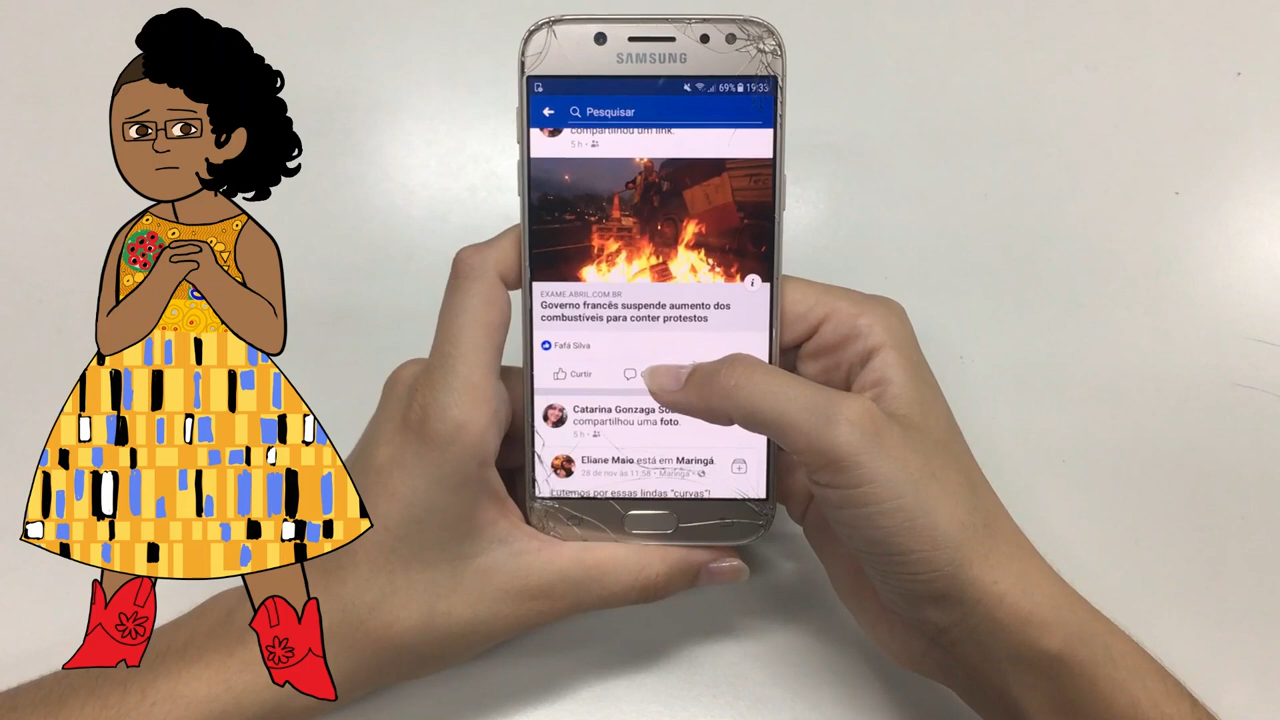 SAMSUNG
69% 19:33
Pesquisar
compartilhou um link.
5 h
EXAME.ABRIL.COM.BR
Governo francês suspende aumento dos
combustíveis para conter protestos
Fafá Silva
Curtir
Catarina Gonzaga
compartilhou uma foto.
5 h
Eliane Maio está em Maringá.
28 de nov às 11:58 • Maringá •
Lutemos por essas lindas "curvas"!